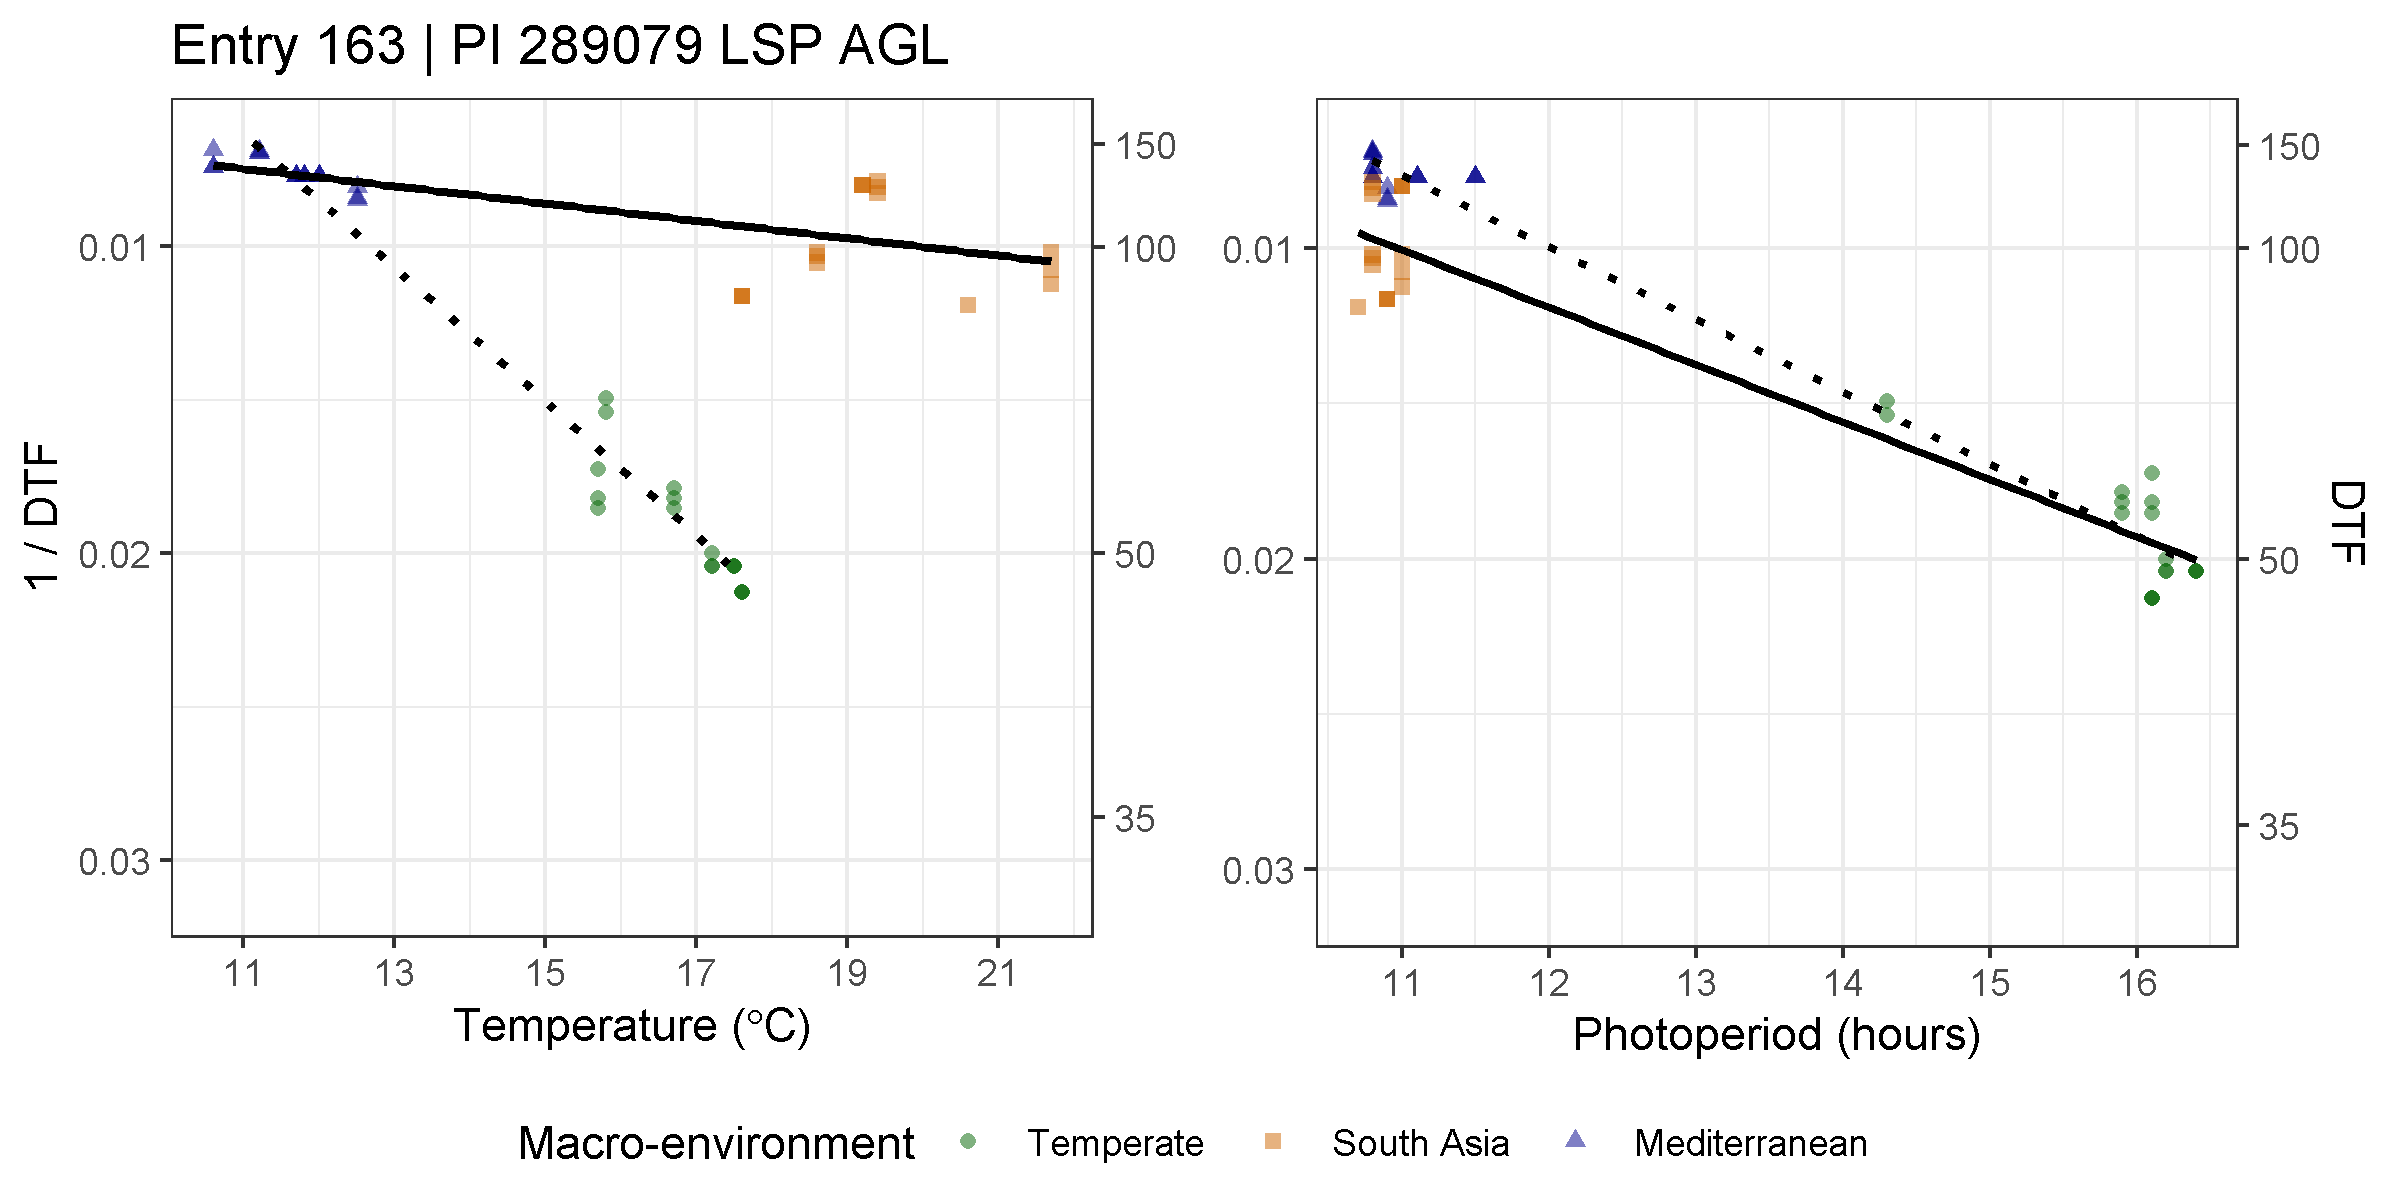 Entry 163 | PI 289079 LSP AGL
1 / DTF
0.01
0.02
0.03
150
100
50
35
11 13 15 17 19 21
Temperature (°C)
0.01
0.02
0.03
150
100
50
35
DTF
11 12 13 14 15 16
Photoperiod (hours)
Macro-environment Temperate South Asia Mediterranean